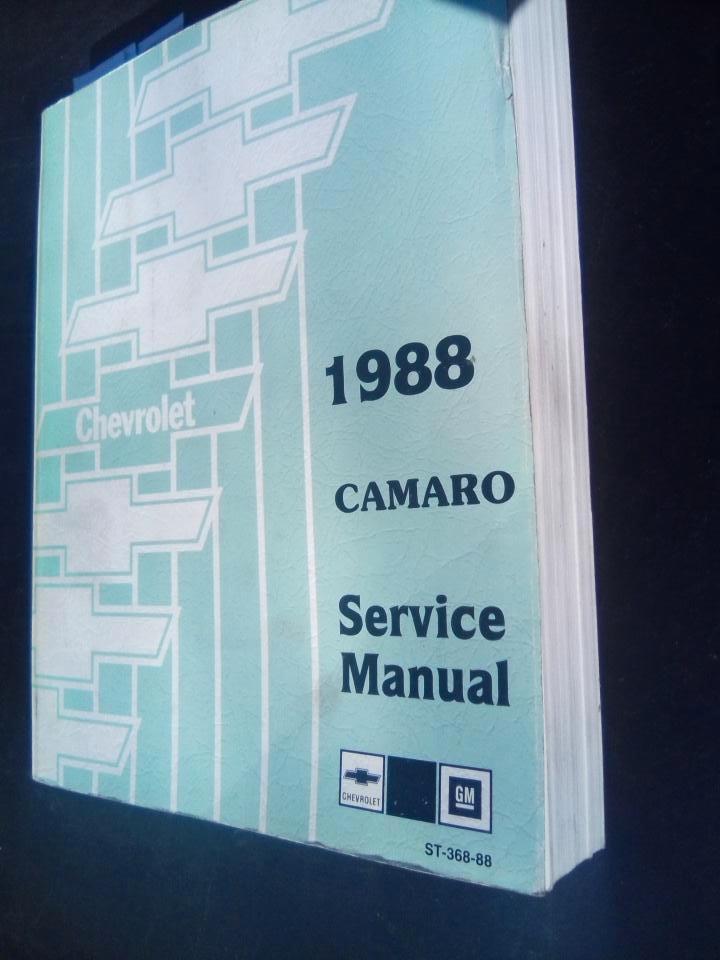 Chevrolet
1988
CAMARO
Service
Manual
CHEVROLET
GM
ST-368-88